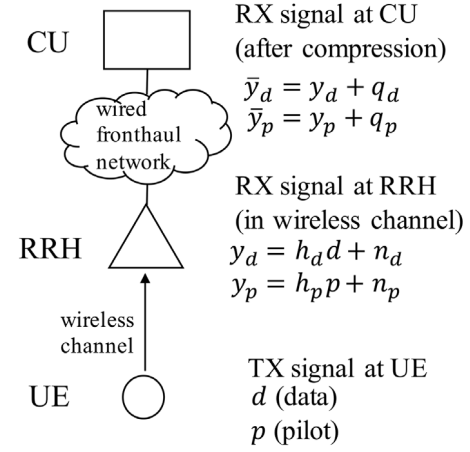 CU
RX signal at CU
(after compression)
ȳ_d = y_d + q_d
ȳ_p = y_p + q_p
wired
fronthaul
network
RRH
RX signal at RRH
(in wireless channel)
y_d = h_d d + n_d
y_p = h_p p + n_p
wireless
channel
UE
TX signal at UE
d (data)
p (pilot)